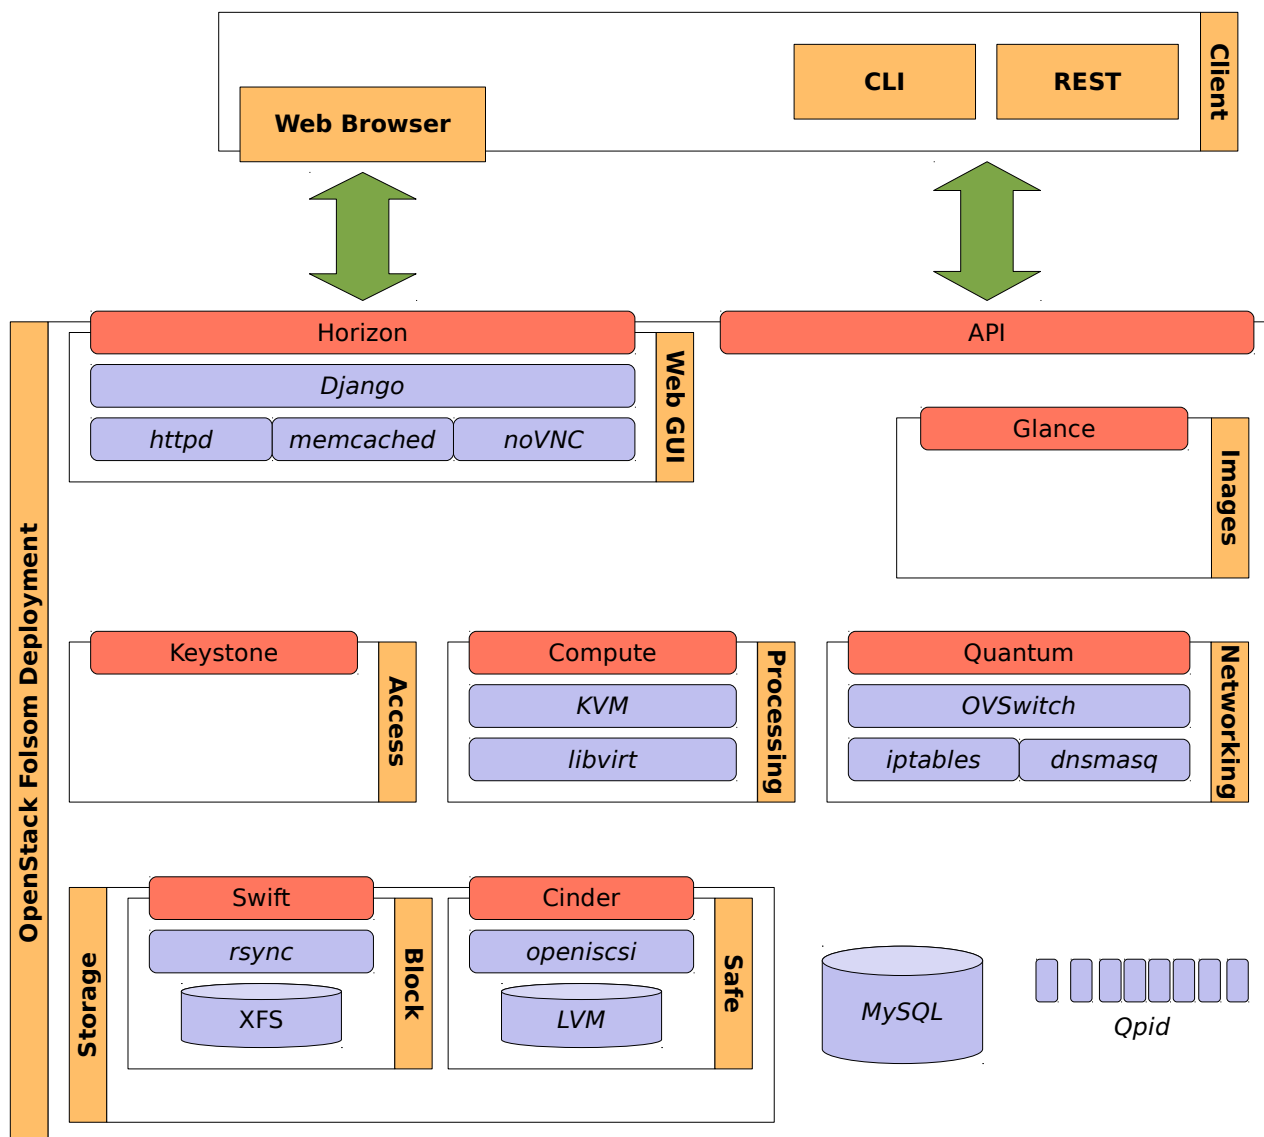 Client
CLI
REST
Web Browser
OpenStack Folsom Deployment
Horizon
API
Django
Web GUI
httpd
memcached
noVNC
Glance
Images
Keystone
Access
Compute
KVM
libvirt
Processing
Quantum
OVSwitch
iptables
dnsmasq
Networking
Storage
Swift
rsync
XFS
Block
Cinder
openiscsi
LVM
Safe
MySQL
Qpid